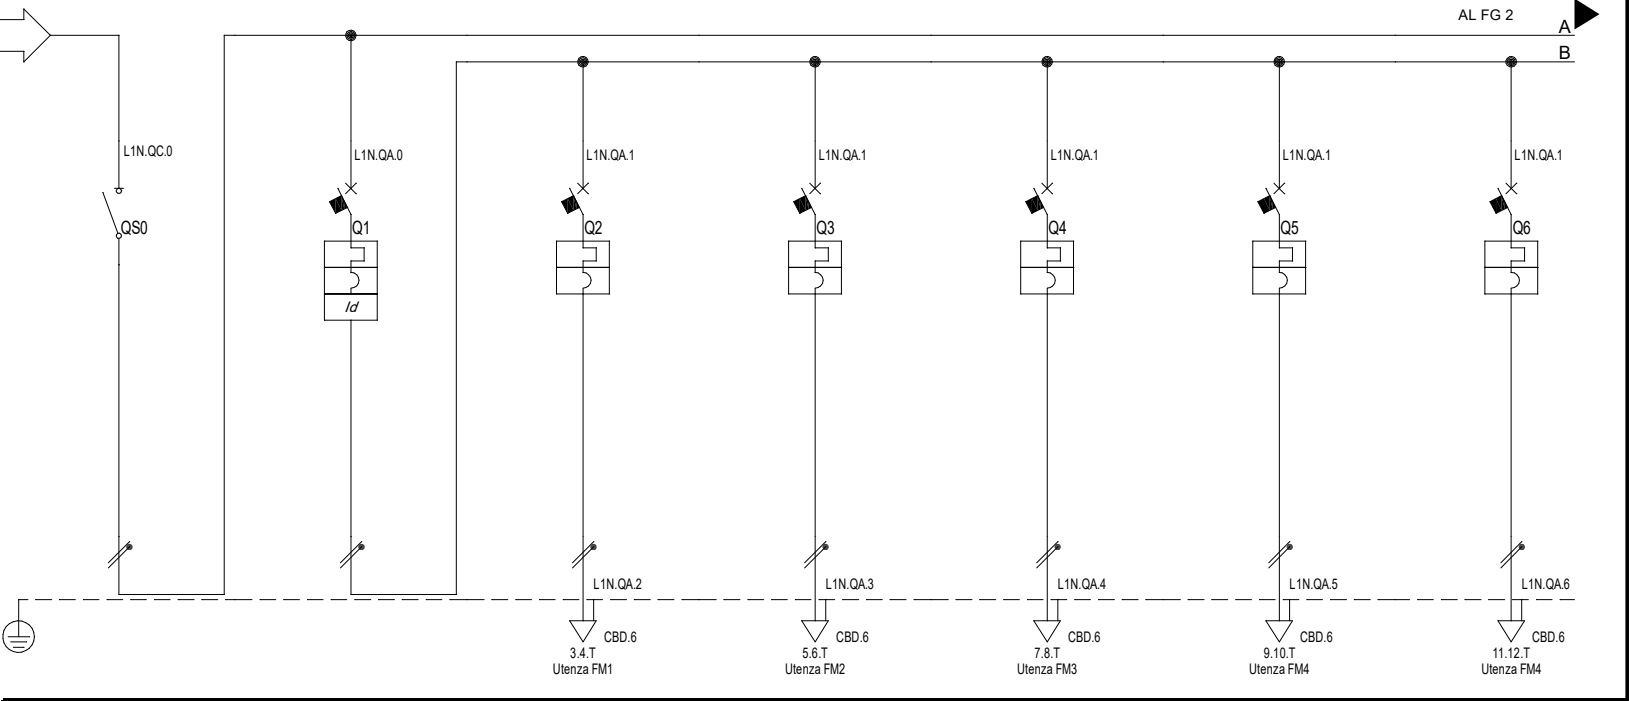 AL FG 2
A
B
L1N.QC.0
L1N.QA.0
L1N.QA.1
L1N.QA.1
L1N.QA.1
L1N.QA.1
L1N.QA.1
QS0
Q1
Q2
Q3
Q4
Q5
Q6
Id
L1N.QA.2
L1N.QA.3
L1N.QA.4
L1N.QA.5
L1N.QA.6
CBD.6
CBD.6
CBD.6
CBD.6
CBD.6
3.4.T
5.6.T
7.8.T
9.10.T
11.12.T
Utenza FM1
Utenza FM2
Utenza FM3
Utenza FM4
Utenza FM4